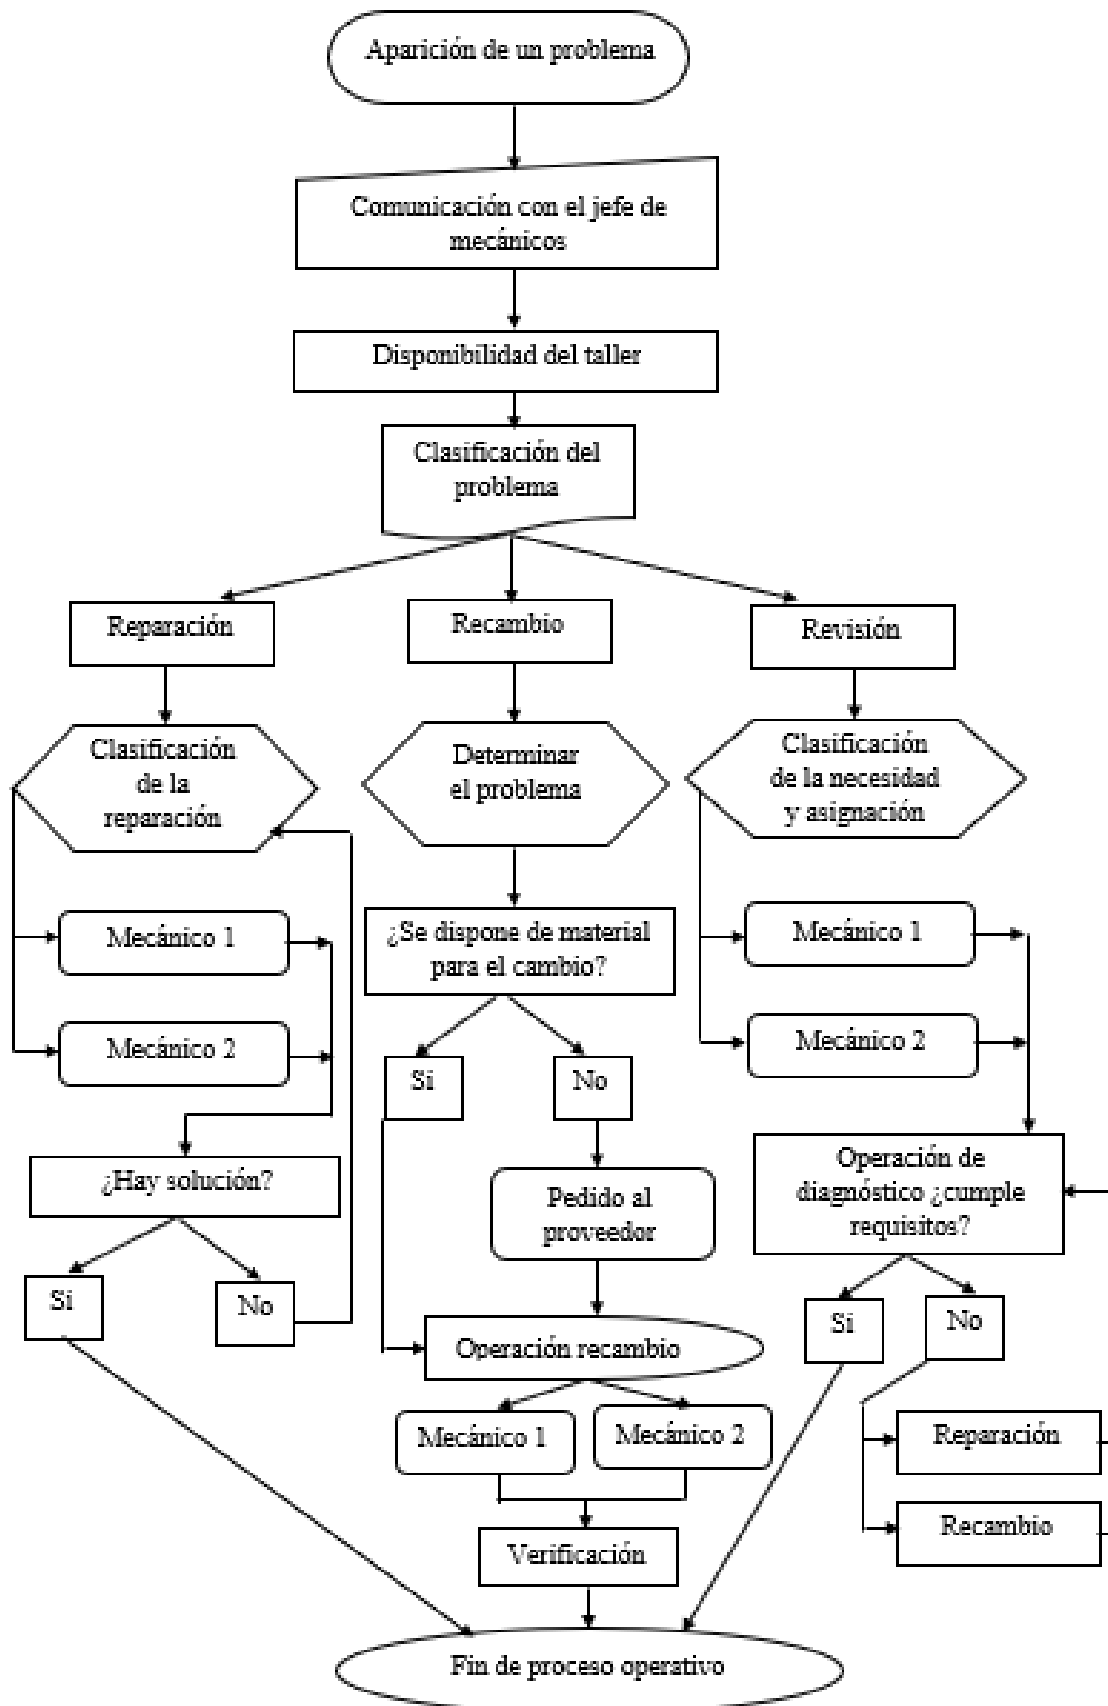 Aparición de un problema
Comunicación con el jefe de
mecánicos
Disponibilidad del taller
Clasificación del
problema
Reparación
Recambio
Revisión
Clasificación
de la
reparación
Determinar
el problema
Clasificación
de la necesidad
y asignación
Mecánico 1
Mecánico 2
¿Hay solución?
Si
No
¿Se dispone de material
para el cambio?
Si
No
Pedido al
proveedor
Operación recambio
Mecánico 1
Mecánico 2
Verificación
Mecánico 1
Mecánico 2
Operación de
diagnóstico ¿cumple
requisitos?
Si
No
Reparación
Recambio
Fin de proceso operativo